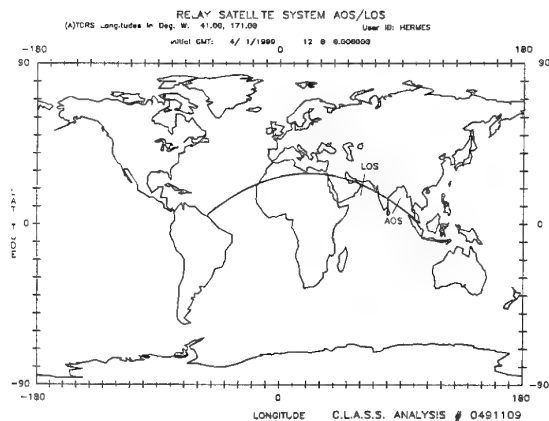 RELAY SATELLITE SYSTEM AOS/LOS
(A)TDRS Longitudes in Deg. W. 41.00, 171.00 User ID: HERMES
Initial GMT: 4/ 1/1999 12 0 0.000000
-180 0 180
90 90
LOS
AOS
0 0
LATITUDE
-90 -90
-180 0 180
LONGITUDE C.L.A.S.S. ANALYSIS # 0491109